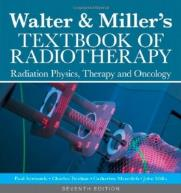 Walter & Miller's
TEXTBOOK OF
RADIOTHERAPY
Radiation Physics, Therapy and Oncology
SEVENTH EDITION